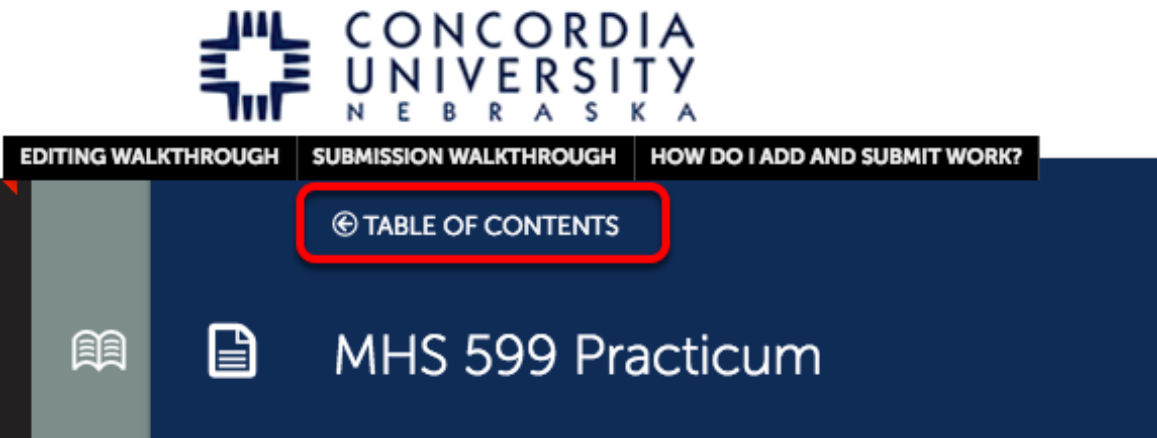 CONCORDIA
UNIVERSITY
NEBRASKA
EDITING WALKTHROUGH SUBMISSION WALKTHROUGH HOW DO I ADD AND SUBMIT WORK?
TABLE OF CONTENTS
MHS 599 Practicum